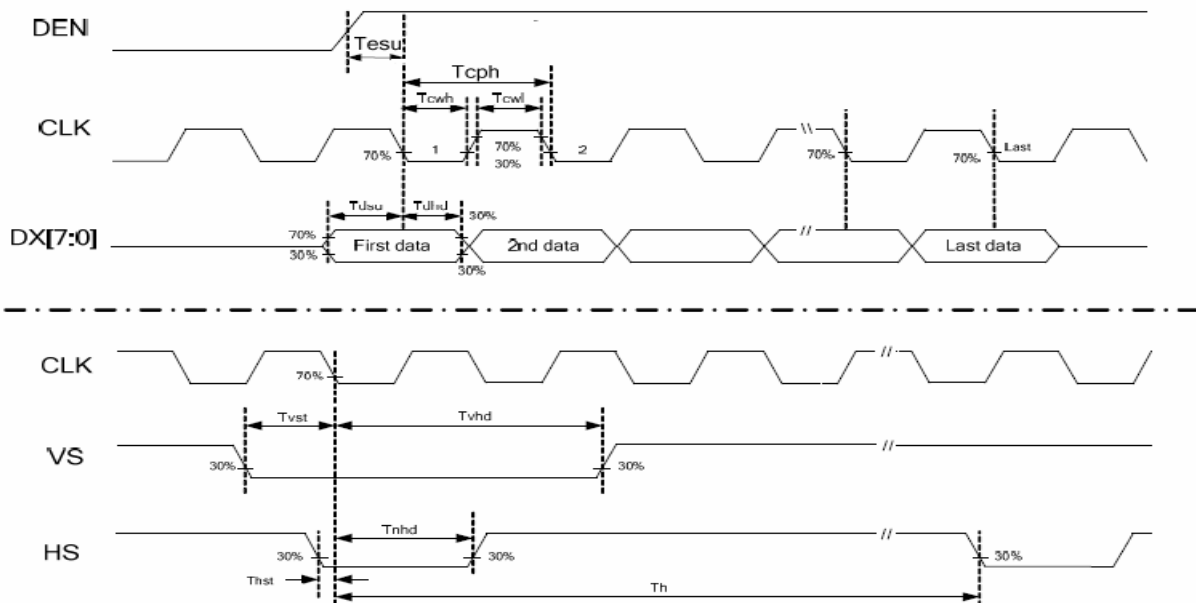 DEN
Tesu
Tcph
Tcwh
Tcwl
CLK
70%
1
70%
30%
2
\\
70%
70%
Last
Tdsu
Tdhd
30%
DX[7:0]
70%
30%
First data
30%
2nd data
//
Last data
CLK
70%
//
Tvst
Tvhd
VS
30%
30%
//
Tnhd
HS
30%
30%
//
30%
Thst
Th